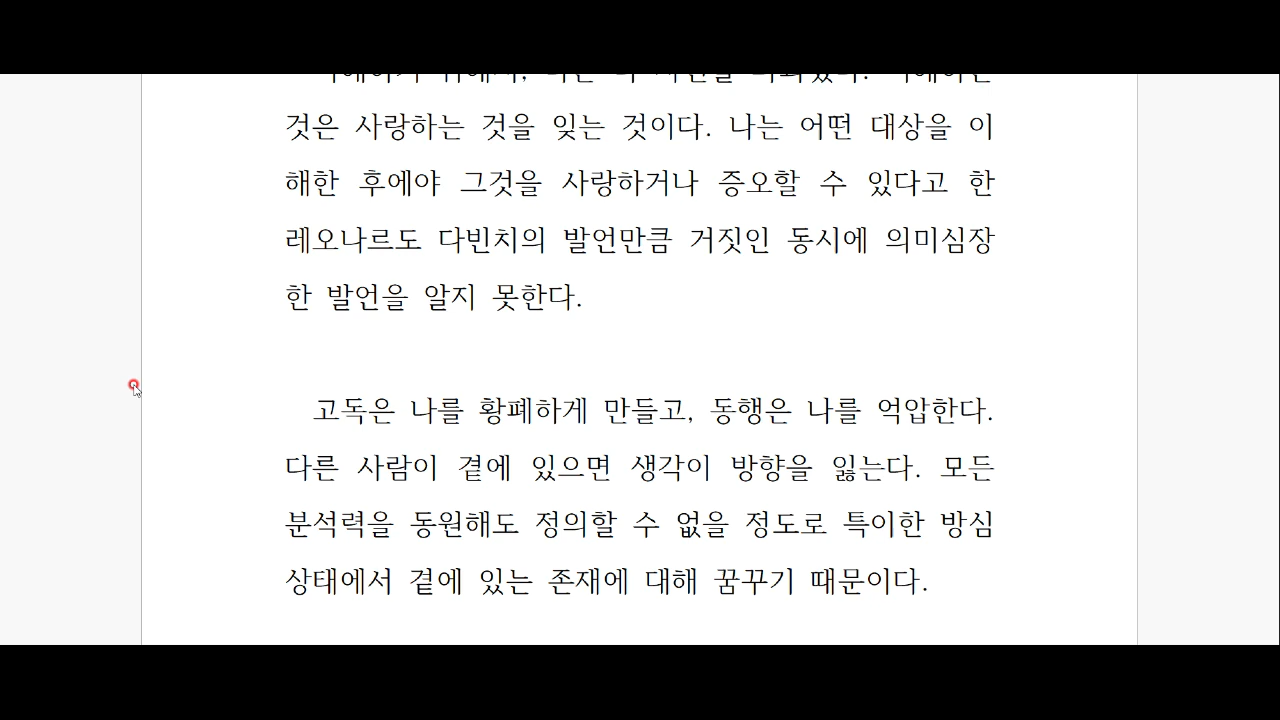 것은 사랑하는 것을 잊는 것이다. 나는 어떤 대상을 이
해한 후에야 그것을 사랑하거나 증오할 수 있다고 한
레오나르도 다빈치의 발언만큼 거짓인 동시에 의미심장
한 발언을 알지 못한다.
고독은 나를 황폐하게 만들고, 동행은 나를 억압한다.
다른 사람이 곁에 있으면 생각이 방향을 잃는다. 모든
분석력을 동원해도 정의할 수 없을 정도로 특이한 방심
상태에서 곁에 있는 존재에 대해 꿈꾸기 때문이다.